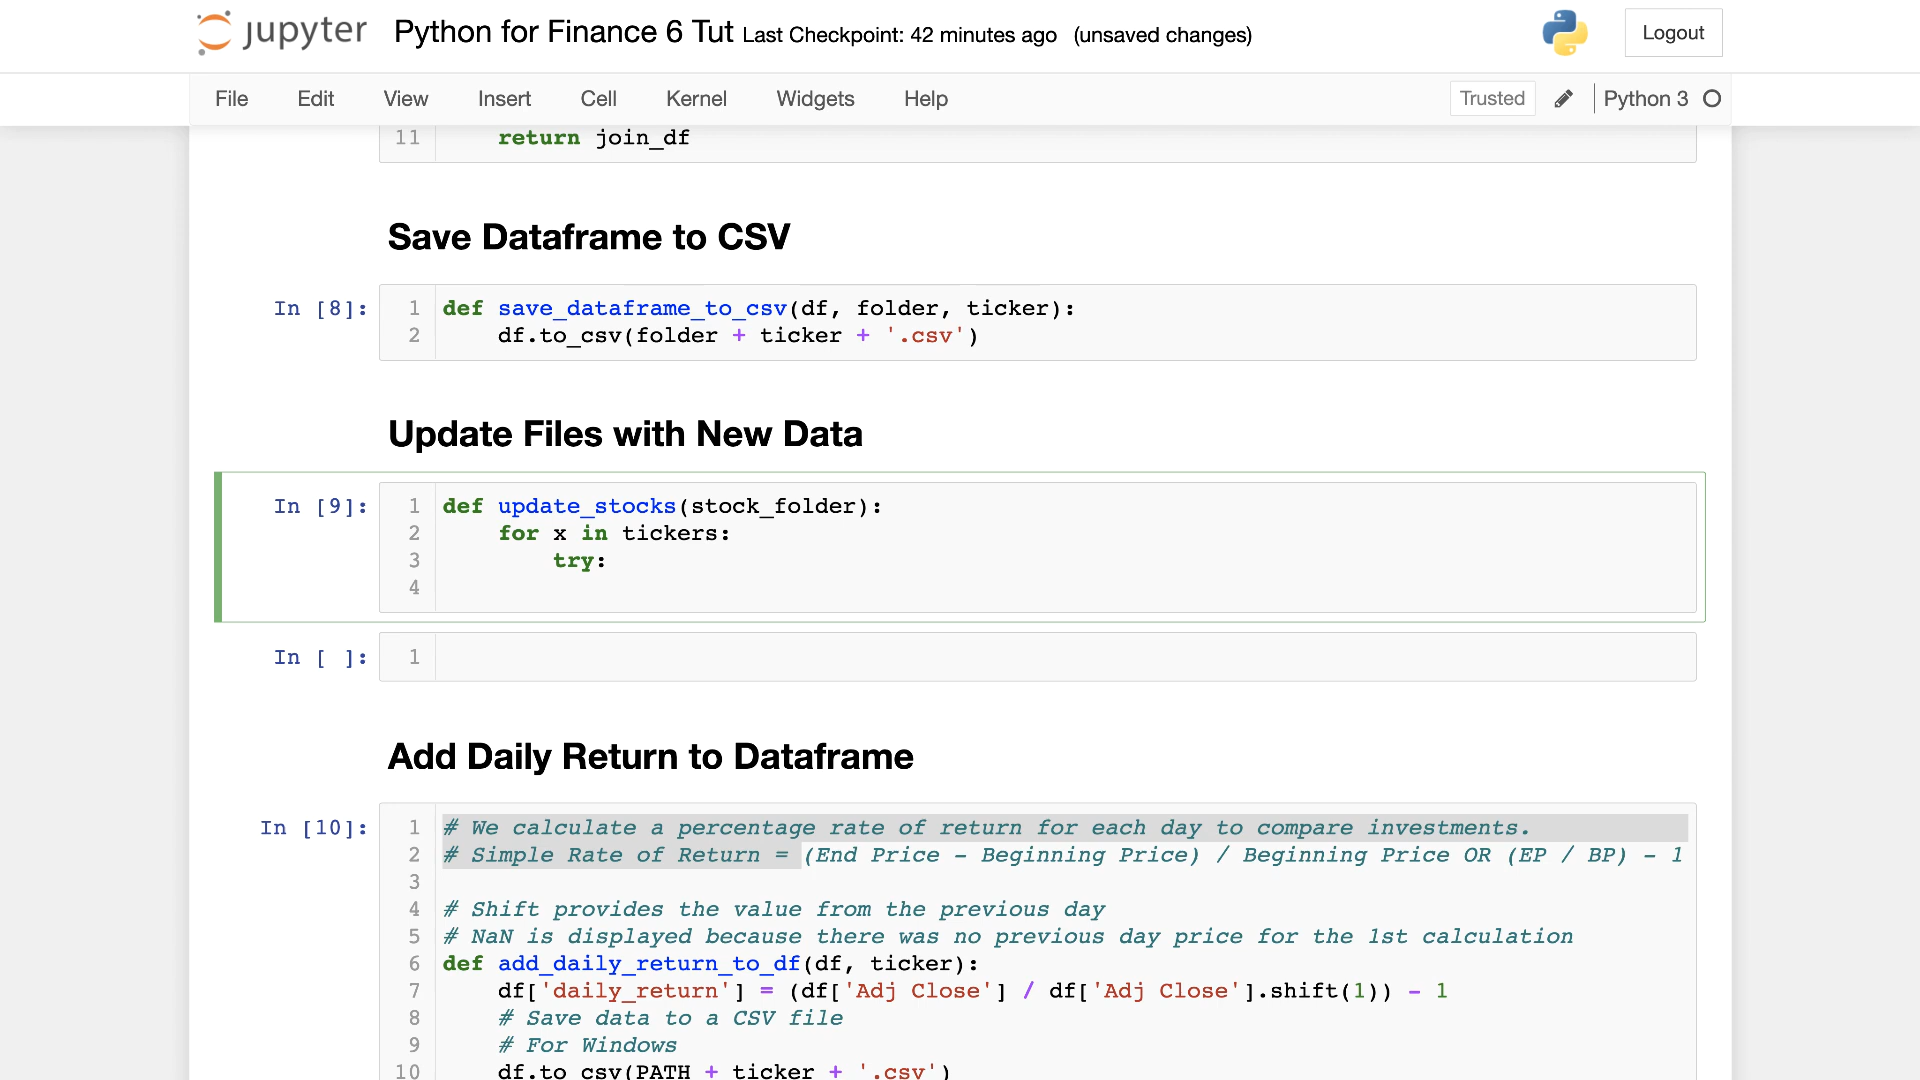 jupyter Python for Finance 6 Tut Last Checkpoint: 42 minutes ago (unsaved changes) Logout
File Edit View Insert Cell Kernel Widgets Help Trusted Python 3
11 return join_df
Save Dataframe to CSV
In [8]: 1 def save_dataframe_to_csv(df, folder, ticker):
2 df.to_csv(folder + ticker + '.csv')
Update Files with New Data
In [9]: 1 def update_stocks(stock_folder):
2 for x in tickers:
3 try:
4
In [ ]: 1
Add Daily Return to Dataframe
In [10]: 1 # We calculate a percentage rate of return for each day to compare investments.
2 # Simple Rate of Return = (End Price - Beginning Price) / Beginning Price OR (EP / BP) - 1
3
4 # Shift provides the value from the previous day
5 # NaN is displayed because there was no previous day price for the 1st calculation
6 def add_daily_return_to_df(df, ticker):
7 df['daily_return'] = (df['Adj Close'] / df['Adj Close'].shift(1)) - 1
8 # Save data to a CSV file
9 # For Windows
10 df.to_csv(PATH + ticker + '.csv')